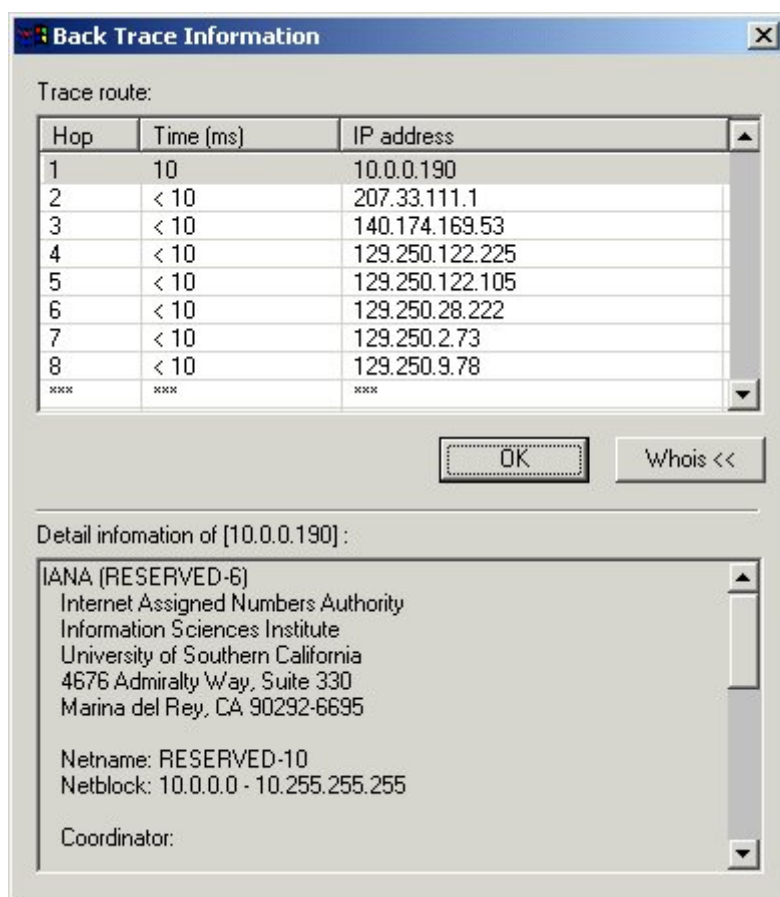 Back Trace Information
Trace route:
Hop Time (ms) IP address
1 10 10.0.0.190
2 < 10 207.33.111.1
3 < 10 140.174.169.53
4 < 10 129.250.122.225
5 < 10 129.250.122.105
6 < 10 129.250.28.222
7 < 10 129.250.2.73
8 < 10 129.250.9.78
*** *** ***
OK Whois <<
Detail infomation of [10.0.0.190] :
IANA (RESERVED-6)
Internet Assigned Numbers Authority
Information Sciences Institute
University of Southern California
4676 Admiralty Way, Suite 330
Marina del Rey, CA 90292-6695
Netname: RESERVED-10
Netblock: 10.0.0.0 - 10.255.255.255
Coordinator: